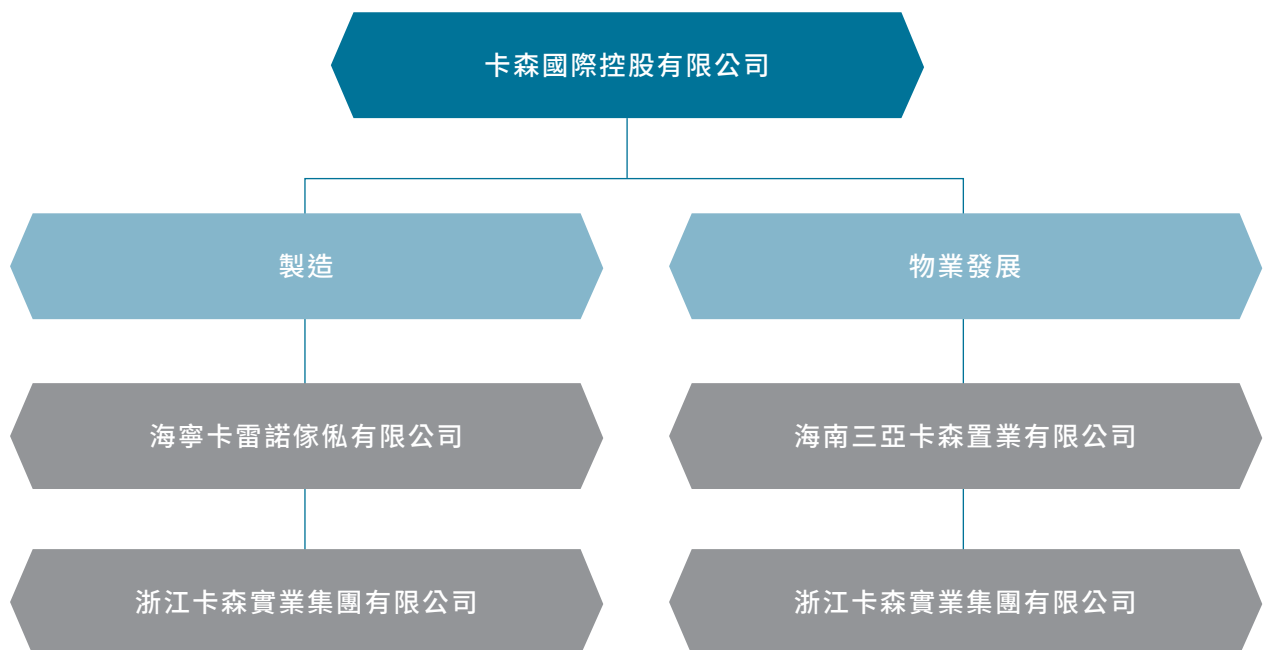 卡森國際控股有限公司
製造
物業發展
海寧卡雷諾傢俬有限公司
海南三亞卡森置業有限公司
浙江卡森實業集團有限公司
浙江卡森實業集團有限公司